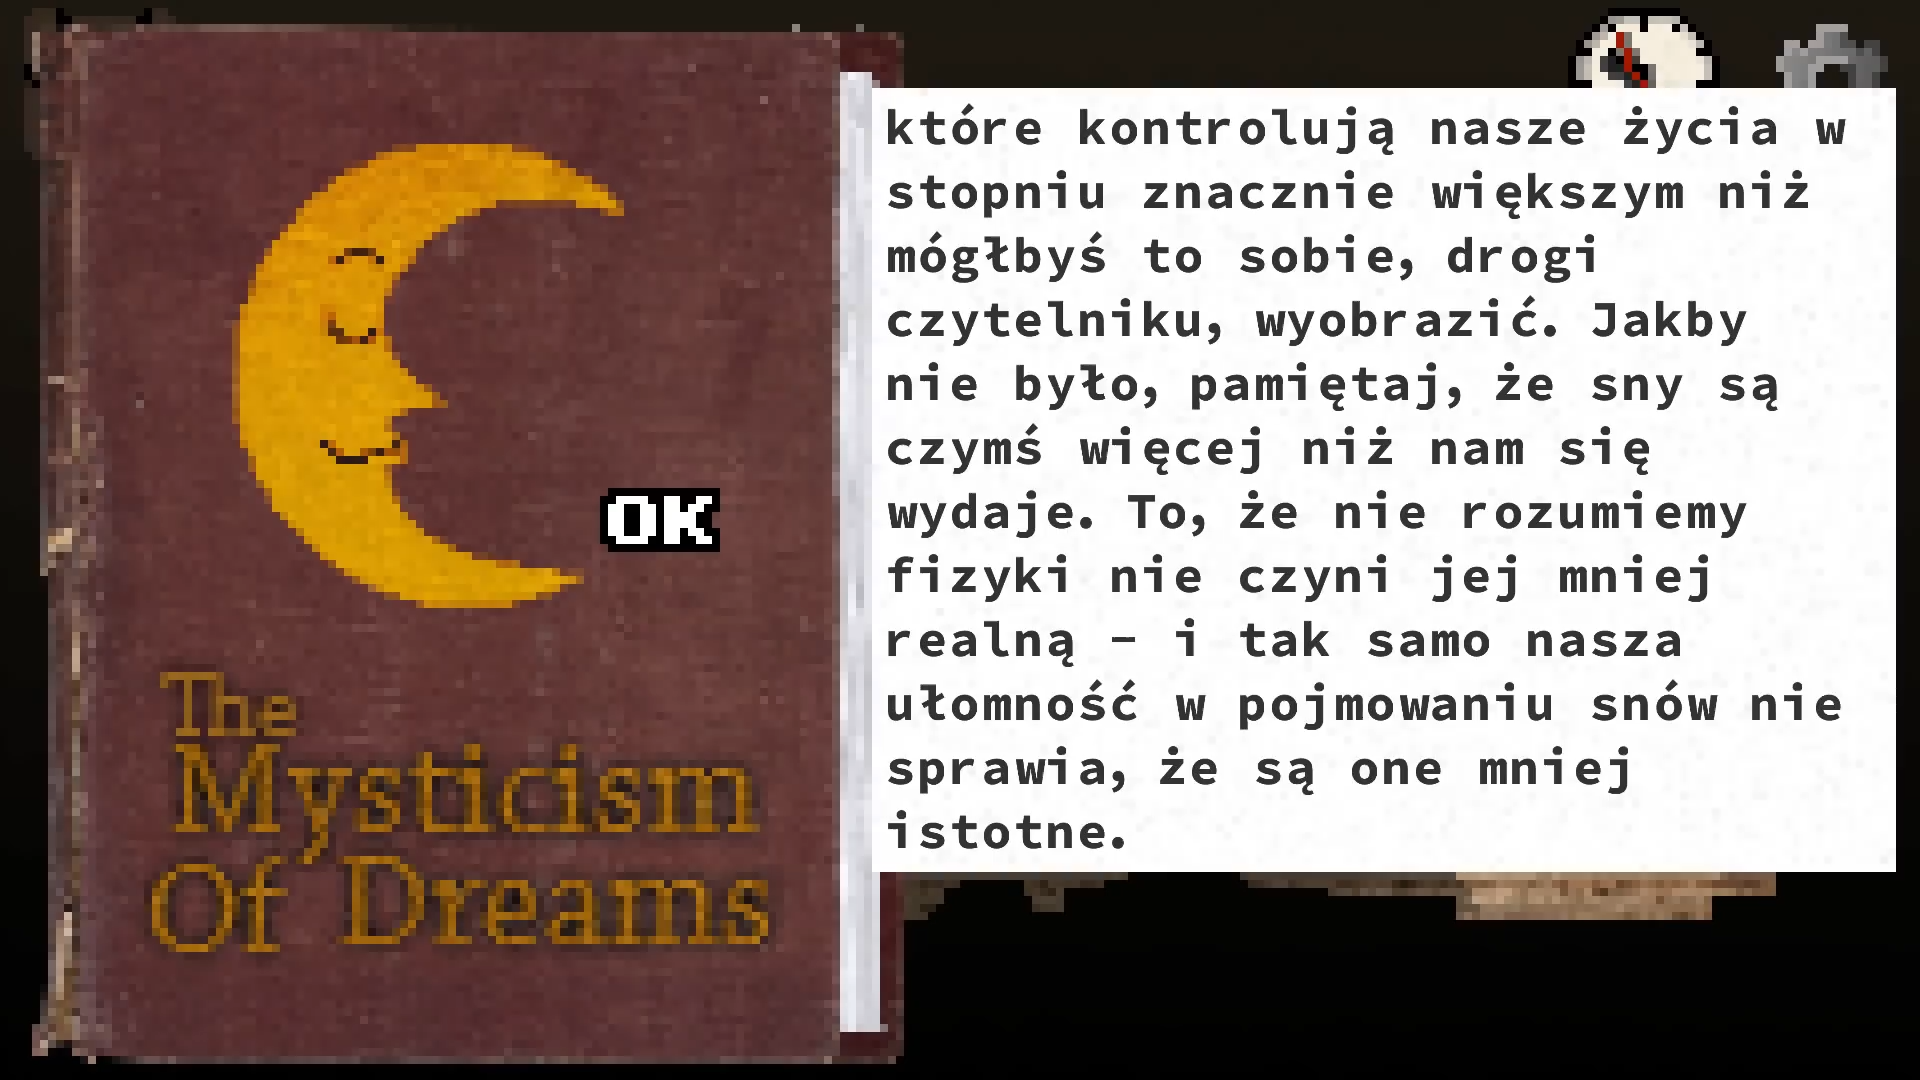 The
Mysticism
Of Dreams
OK
które kontrolują nasze życia w
stopniu znacznie większym niż
mógłbyś to sobie, drogi
czytelniku, wyobrazić. Jakby
nie było, pamiętaj, że sny są
czymś więcej niż nam się
wydaje. To, że nie rozumiemy
fizyki nie czyni jej mniej
realną – i tak samo nasza
ułomność w pojmowaniu snów nie
sprawia, że są one mniej
istotne.